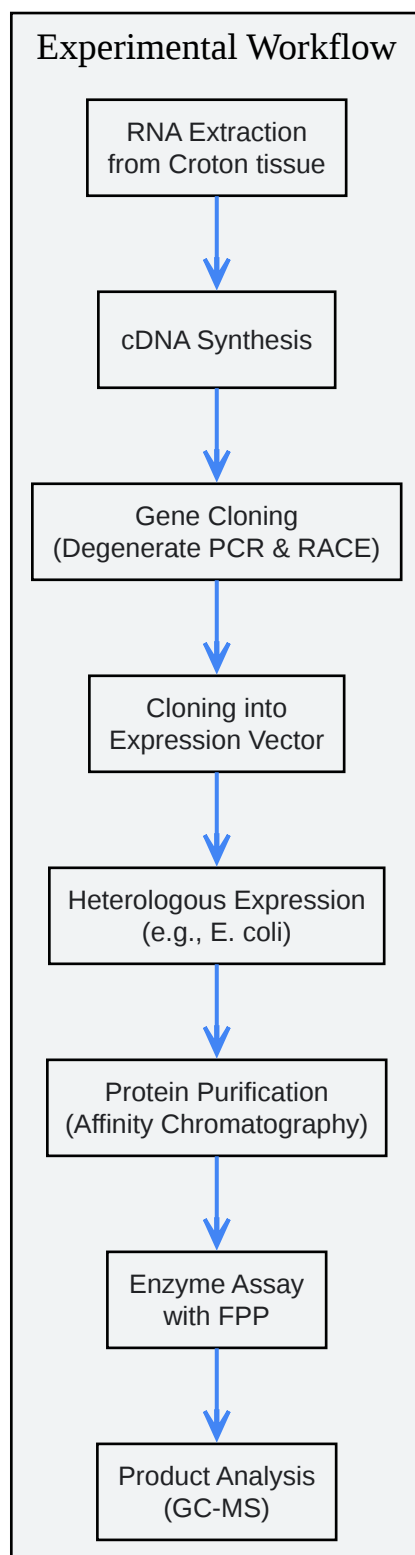 Experimental Workflow
RNA Extraction
from Croton tissue
cDNA Synthesis
Gene Cloning
(Degenerate PCR & RACE)
Cloning into
Expression Vector
Heterologous Expression
(e.g., E. coli)
Protein Purification
(Affinity Chromatography)
Enzyme Assay
with FPP
Product Analysis
(GC-MS)